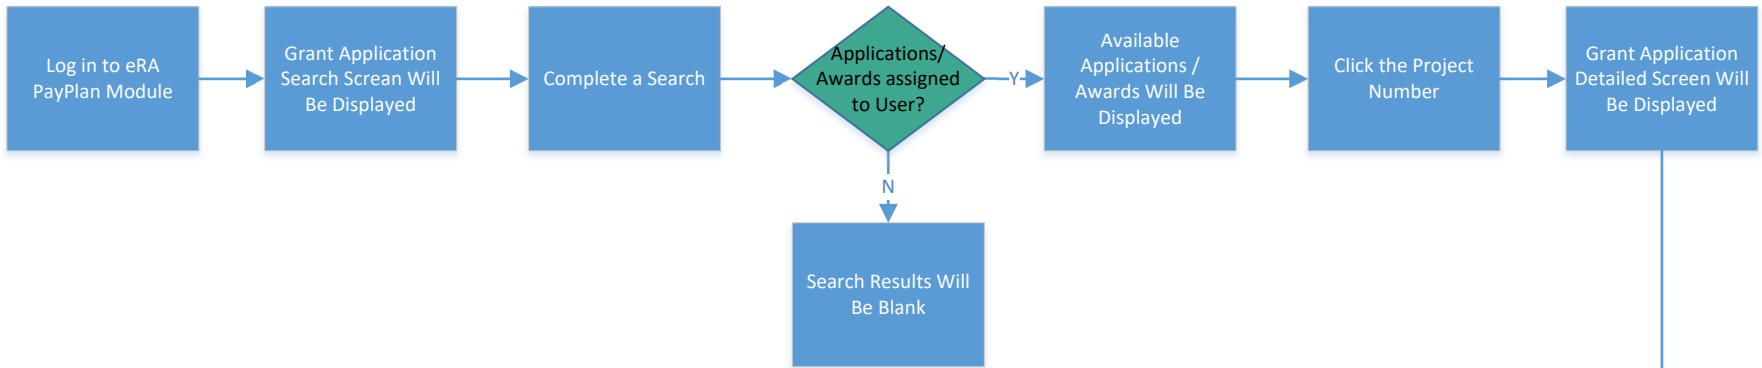 Log in to eRA
PayPlan Module
Grant Application
Search Screan Will
Be Displayed
Complete a Search
Applications/
Awards assigned
to User?
Y
Available
Applications /
Awards Will Be
Displayed
Click the Project
Number
Grant Application
Detailed Screen Will
Be Displayed
N
Search Results Will
Be Blank